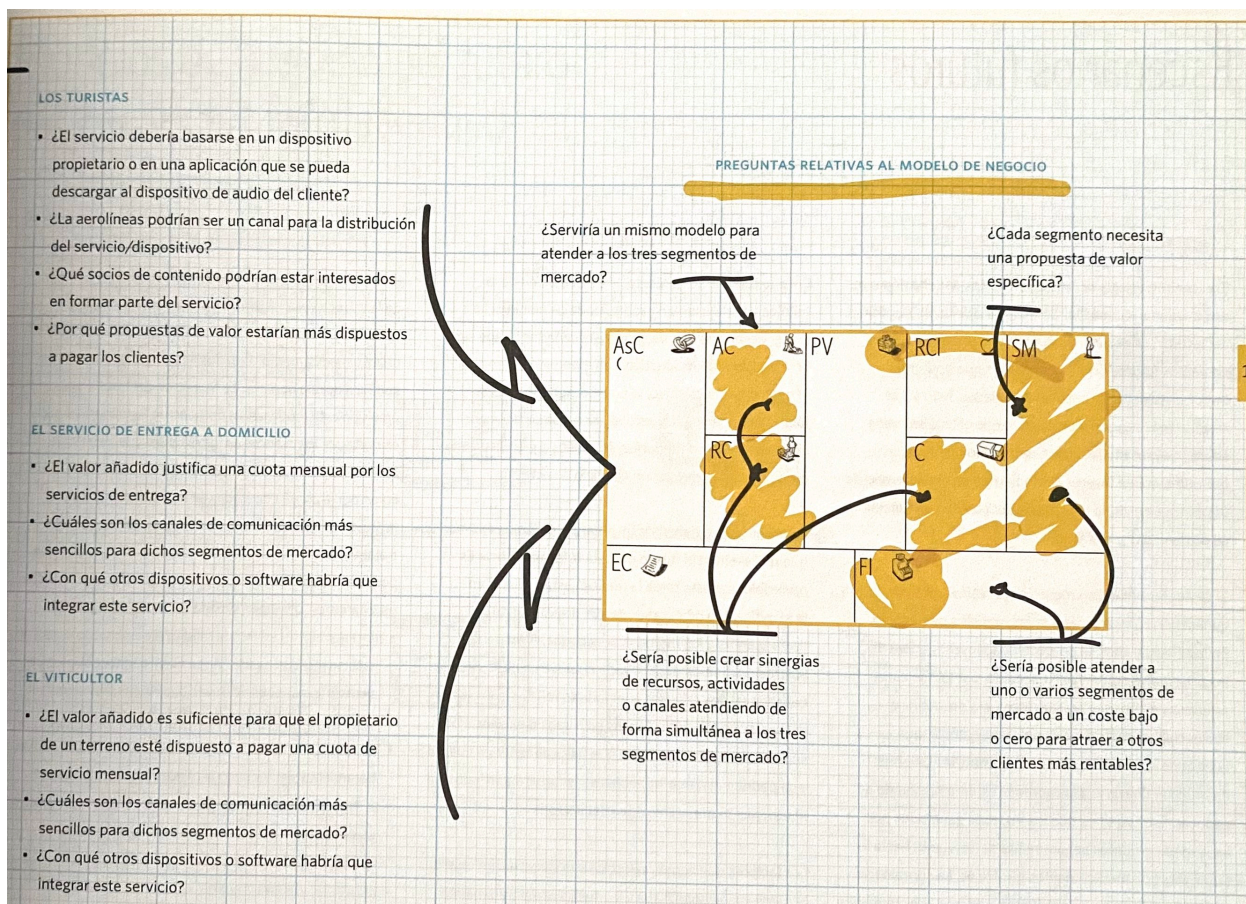 LOS TURISTAS
• ¿El servicio debería basarse en un dispositivo
propietario o en una aplicación que se pueda
descargar al dispositivo de audio del cliente?
• ¿La aerolíneas podrían ser un canal para la distribución
del servicio/dispositivo?
• ¿Qué socios de contenido podrían estar interesados
en formar parte del servicio?
• ¿Por qué propuestas de valor estarían más dispuestos
a pagar los clientes?
EL SERVICIO DE ENTREGA A DOMICILIO
• ¿El valor añadido justifica una cuota mensual por los
servicios de entrega?
• ¿Cuáles son los canales de comunicación más
sencillos para dichos segmentos de mercado?
• ¿Con qué otros dispositivos o software habría que
integrar este servicio?
EL VITICULTOR
• ¿El valor añadido es suficiente para que el propietario
de un terreno esté dispuesto a pagar una cuota de
servicio mensual?
• ¿Cuáles son los canales de comunicación más
sencillos para dichos segmentos de mercado?
• ¿Con qué otros dispositivos o software habría que
integrar este servicio?
PREGUNTAS RELATIVAS AL MODELO DE NEGOCIO
¿Serviría un mismo modelo para
atender a los tres segmentos de
mercado?
¿Cada segmento necesita
una propuesta de valor
específica?
AsC
AC
PV
RCl
SM
RC
C
EC
FI
¿Sería posible crear sinergias
de recursos, actividades
o canales atendiendo de
forma simultánea a los tres
segmentos de mercado?
¿Sería posible atender a
uno o varios segmentos de
mercado a un coste bajo
o cero para atraer a otros
clientes más rentables?